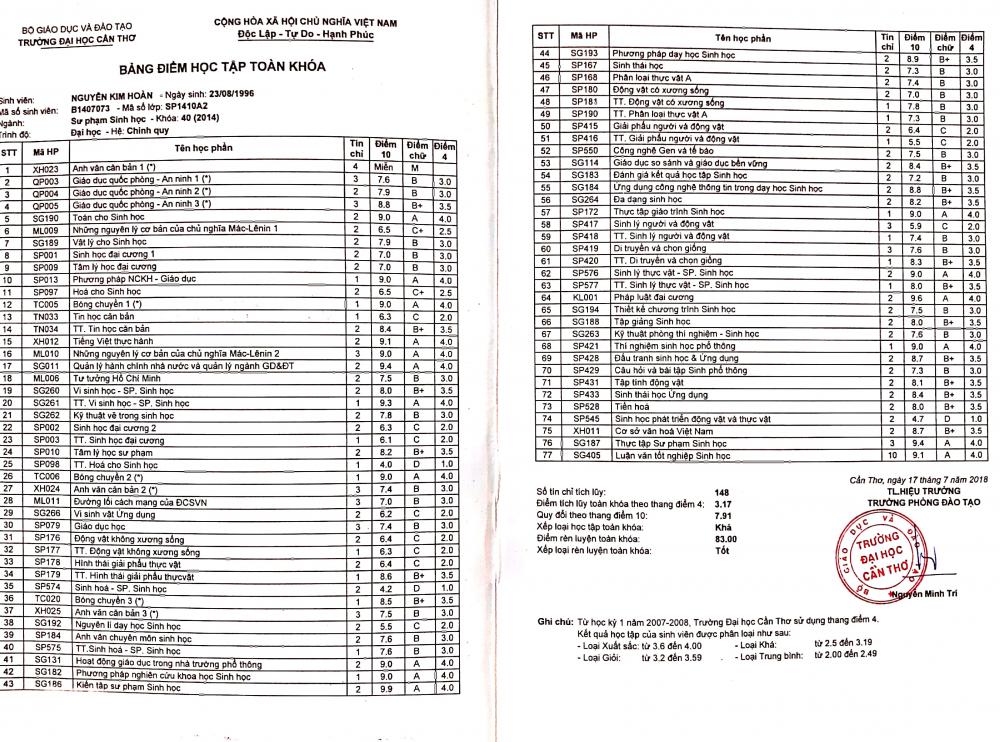 BỘ GIÁO DỤC VÀ ĐÀO TẠO
TRƯỜNG ĐẠI HỌC CẦN THƠ
CỘNG HÒA XÃ HỘI CHỦ NGHĨA VIỆT NAM
Độc Lập - Tự Do - Hạnh Phúc
BẢNG ĐIỂM HỌC TẬP TOÀN KHÓA
Sinh viên: NGUYỄN KIM HOÀN - Ngày sinh: 23/08/1996
Mã số sinh viên: B1407073 - Mã số lớp: SP1410A2
Ngành: Sư phạm Sinh học - Khóa: 40 (2014)
Trình độ: Đại học - Hệ: Chính quy
STT Mã HP Tên học phần Tín chỉ Điểm 10 Điểm chữ Điểm 4
1 XH023 Anh văn căn bản 1 (*) 4 Miễn M
2 QP003 Giáo dục quốc phòng - An ninh 1 (*) 3 7.6 B 3.0
3 QP004 Giáo dục quốc phòng - An ninh 2 (*) 2 7.9 B 3.0
4 QP005 Giáo dục quốc phòng - An ninh 3 (*) 3 8.8 B+ 3.5
5 SG190 Toán cho Sinh học 2 9.0 A 4.0
6 ML009 Những nguyên lý cơ bản của chủ nghĩa Mác-Lênin 1 2 6.5 C+ 2.5
7 SG189 Vật lý cho Sinh học 2 7.9 B 3.0
8 SP001 Sinh học đại cương 1 2 7.0 B 3.0
9 SP009 Tâm lý học đại cương 2 7.0 B 3.0
10 SP013 Phương pháp NCKH - Giáo dục 1 9.0 A 4.0
11 SP097 Hoá cho Sinh học 2 6.5 C+ 2.5
12 TC005 Bóng chuyền 1 (*) 1 9.0 A 4.0
13 TN033 Tin học căn bản 1 6.3 C 2.0
14 TN034 TT. Tin học căn bản 2 8.4 B+ 3.5
15 XH012 Tiếng Việt thực hành 2 9.1 A 4.0
16 ML010 Những nguyên lý cơ bản của chủ nghĩa Mác-Lênin 2 3 9.0 A 4.0
17 SG011 Quản lý hành chính nhà nước và quản lý ngành GD&ĐT 2 9.4 A 4.0
18 ML006 Tư tưởng Hồ Chí Minh 2 7.5 B 3.0
19 SG260 Vi sinh học - SP. Sinh học 2 8.0 B+ 3.5
20 SG261 TT. Vi sinh học - SP. Sinh học 1 9.3 A 4.0
21 SG262 Kỹ thuật vẽ trong sinh học 2 7.8 B 3.0
22 SP002 Sinh học đại cương 2 2 6.3 C 2.0
23 SP003 TT. Sinh học đại cương 1 6.1 C 2.0
24 SP010 Tâm lý học sư phạm 2 8.2 B+ 3.5
25 SP098 TT. Hoá cho Sinh học 1 4.0 D 1.0
26 TC006 Bóng chuyền 2 (*) 1 9.0 A 4.0
27 XH024 Anh văn căn bản 2 (*) 3 7.4 B 3.0
28 ML011 Đường lối cách mạng của ĐCSVN 3 7.0 B 3.0
29 SG266 Vi sinh vật Ứng dụng 2 6.2 C 2.0
30 SP079 Giáo dục học 3 7.4 B 3.0
31 SP176 Động vật không xương sống 2 6.4 C 2.0
32 SP177 TT. Động vật không xương sống 1 6.3 C 2.0
33 SP178 Hình thái giải phẫu thực vật 2 6.4 C 2.0
34 SP179 TT. Hình thái giải phẫu thựcvật 1 8.6 B+ 3.5
35 SP574 Sinh hoá - SP. Sinh học 2 4.2 D 1.0
36 TC020 Bóng chuyền 3 (*) 1 8.5 B+ 3.5
37 XH025 Anh văn căn bản 3 (*) 3 7.5 B 3.0
38 SG192 Nguyên lí dạy học Sinh học 2 5.5 C 2.0
39 SP184 Anh văn chuyên môn sinh học 2 7.6 B 3.0
40 SP575 TT.Sinh hoá - SP. Sinh học 1 7.6 B 3.0
41 SG131 Hoạt động giáo dục trong nhà trường phổ thông 2 9.0 A 4.0
42 SG182 Phương pháp nghiên cứu khoa học Sinh học 1 9.0 A 4.0
43 SG186 Kiến tập sư phạm Sinh học 2 9.9 A 4.0
STT Mã HP Tên học phần Tín chỉ Điểm 10 Điểm chữ Điểm 4
44 SG193 Phương pháp dạy học Sinh học 2 8.9 B+ 3.5
45 SP167 Sinh thái học 2 7.3 B 3.0
46 SP168 Phân loại thực vật A 2 7.4 B 3.0
47 SP180 Động vật có xương sống 2 7.0 B 3.0
48 SP181 TT. Động vật có xương sống 1 7.8 B 3.0
49 SP190 TT. Phân loại thực vật A 1 7.3 B 3.0
50 SP415 Giải phẫu người và động vật 2 6.4 C 2.0
51 SP416 TT. Giải phẫu người và động vật 1 5.5 C 2.0
52 SP550 Công nghệ Gen và tế bào 2 7.5 B 3.0
53 SG114 Giáo dục so sánh và giáo dục bền vững 2 8.4 B+ 3.5
54 SG183 Đánh giá kết quả học tập Sinh học 2 7.2 B 3.0
55 SG184 Ứng dụng công nghệ thông tin trong dạy học Sinh học 2 8.8 B+ 3.5
56 SG264 Đa dạng sinh học 2 8.2 B+ 3.5
57 SP172 Thực tập giáo trình Sinh học 1 9.0 A 4.0
58 SP417 Sinh lý người và động vật 3 5.9 C 2.0
59 SP418 TT. Sinh lý người và động vật 1 7.4 B 3.0
60 SP419 Di truyền và chọn giống 3 7.6 B 3.0
61 SP420 TT. Di truyền và chọn giống 1 8.3 B+ 3.5
62 SP576 Sinh lý thực vật - SP. Sinh học 2 9.0 A 4.0
63 SP577 TT. Sinh lý thực vật - SP. Sinh học 1 8.0 B+ 3.5
64 KL001 Pháp luật đại cương 2 9.6 A 4.0
65 SG194 Thiết kế chương trình Sinh học 2 7.5 B 3.0
66 SG188 Tập giảng Sinh học 2 8.0 B+ 3.5
67 SG263 Kỹ thuật phòng thí nghiệm - Sinh học 2 7.6 B 3.0
68 SP421 Thí nghiệm sinh học phổ thông 1 9.0 A 4.0
69 SP428 Đấu tranh sinh học & Ứng dụng 2 8.7 B+ 3.5
70 SP429 Câu hỏi và bài tập Sinh phổ thông 2 7.3 B 3.0
71 SP431 Tập tính động vật 2 8.1 B+ 3.5
72 SP433 Sinh thái học Ứng dụng 2 8.4 B+ 3.5
73 SP528 Tiến hoá 2 8.0 B+ 3.5
74 SP545 Sinh học phát triển động vật và thực vật 2 4.7 D 1.0
75 XH011 Cơ sở văn hoá Việt Nam 2 8.7 B+ 3.5
76 SG187 Thực tập Sư phạm Sinh học 3 9.4 A 4.0
77 SG405 Luận văn tốt nghiệp Sinh học 10 9.1 A 4.0
Số tín chỉ tích lũy: 148
Điểm tích lũy toàn khóa theo thang điểm 4: 3.17
Quy đổi theo thang điểm 10: 7.91
Xếp loại học tập toàn khóa: Khá
Điểm rèn luyện toàn khóa: 83.00
Xếp loại rèn luyện toàn khóa: Tốt
Cần Thơ, ngày 17 tháng 7 năm 2018
TL.HIỆU TRƯỞNG
TRƯỞNG PHÒNG ĐÀO TẠO
BỘ GIÁO DỤC VÀ ĐÀO TẠO
TRƯỜNG
ĐẠI HỌC
CẦN THƠ
Nguyễn Minh Trí
Ghi chú: Từ học kỳ 1 năm 2007-2008, Trường Đại học Cần Thơ sử dụng thang điểm 4.
Kết quả học tập của sinh viên được phân loại như sau:
- Loại Xuất sắc: từ 3.6 đến 4.00 - Loại Khá: từ 2.5 đến 3.19
- Loại Giỏi: từ 3.2 đến 3.59 - Loại Trung bình: từ 2.00 đến 2.49